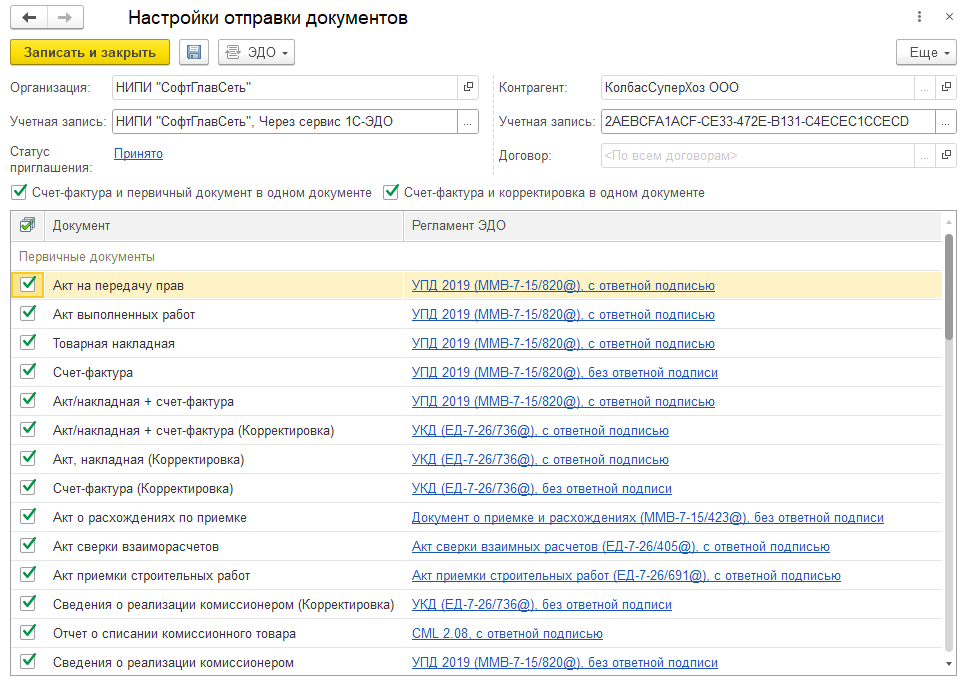 Настройки отправки документов
Записать и закрыть ЭДО Еще
Организация: НИПИ "СофтГлавСеть" Контрагент: КолбасСуперХоз ООО
Учетная запись: НИПИ "СофтГлавСеть", Через сервис 1С-ЭДО Учетная запись: 2AEBCFA1ACF-CE33-472E-B131-C4ECEC1CCECD
Статус приглашения: Принято Договор: <По всем договорам>
Счет-фактура и первичный документ в одном документе Счет-фактура и корректировка в одном документе
Документ Регламент ЭДО
Первичные документы
Акт на передачу прав УПД 2019 (ММВ-7-15/820@), с ответной подписью
Акт выполненных работ УПД 2019 (ММВ-7-15/820@), с ответной подписью
Товарная накладная УПД 2019 (ММВ-7-15/820@), с ответной подписью
Счет-фактура УПД 2019 (ММВ-7-15/820@), без ответной подписи
Акт/накладная + счет-фактура УПД 2019 (ММВ-7-15/820@), с ответной подписью
Акт/накладная + счет-фактура (Корректировка) УКД (ЕД-7-26/736@), с ответной подписью
Акт, накладная (Корректировка) УКД (ЕД-7-26/736@), с ответной подписью
Счет-фактура (Корректировка) УКД (ЕД-7-26/736@), без ответной подписи
Акт о расхождениях по приемке Документ о приемке и расхождениях (ММВ-7-15/423@), без ответной подписи
Акт сверки взаиморасчетов Акт сверки взаимных расчетов (ЕД-7-26/405@), с ответной подписью
Акт приемки строительных работ Акт приемки строительных работ (ЕД-7-26/691@), с ответной подписью
Сведения о реализации комиссионером (Корректировка) УКД (ЕД-7-26/736@), без ответной подписи
Отчет о списании комиссионного товара CML 2.08, с ответной подписью
Сведения о реализации комиссионером УПД 2019 (ММВ-7-15/820@), без ответной подписи